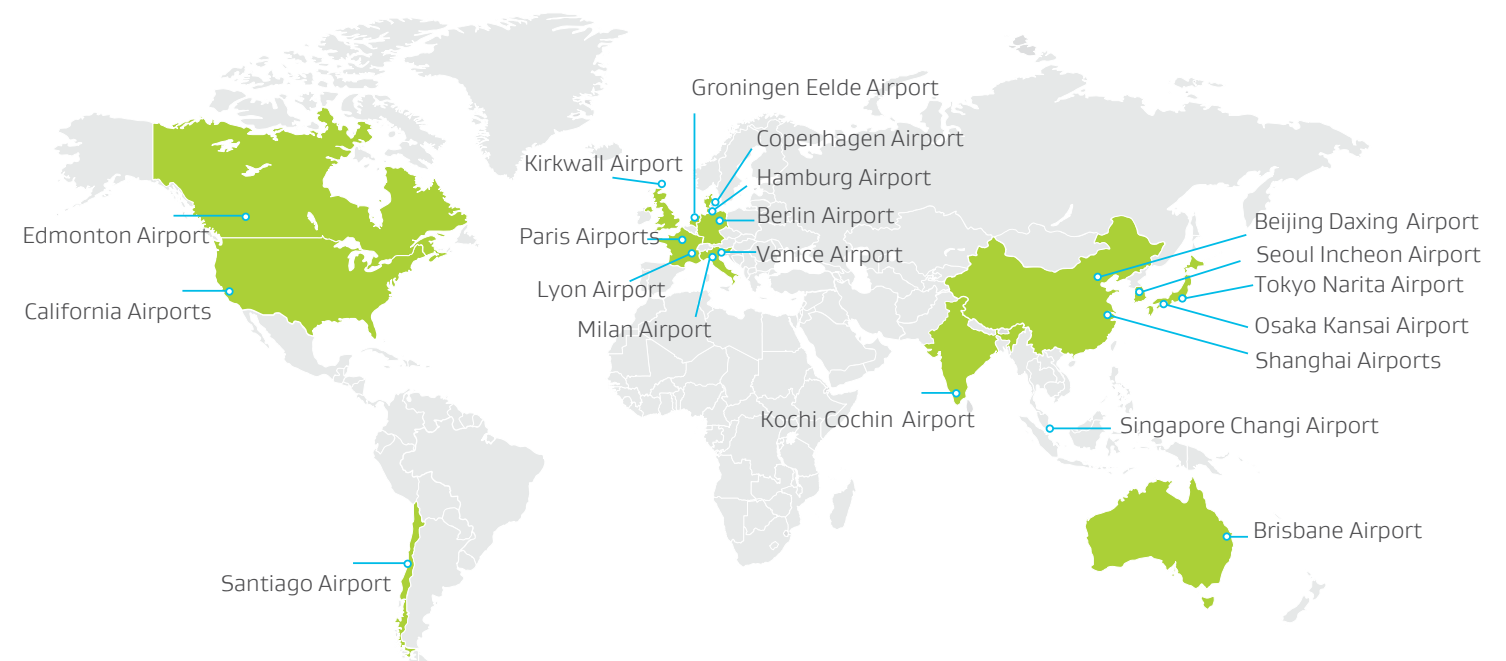 Groningen Eelde Airport
Copenhagen Airport
Kirkwall Airport
Hamburg Airport
Berlin Airport
Paris Airports
Venice Airport
Lyon Airport
Milan Airport
Edmonton Airport
California Airports
Beijing Daxing Airport
Seoul Incheon Airport
Tokyo Narita Airport
Osaka Kansai Airport
Shanghai Airports
Kochi Cochin Airport
Singapore Changi Airport
Brisbane Airport
Santiago Airport